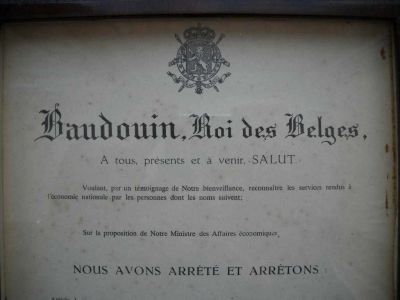 Baudouin, Roi des Belges,
A tous, présents et à venir, SALUT.
Voulant, par un témoignage de Notre bienveillance, reconnaître les services rendus à
l'économie nationale par les personnes dont les noms suivent;
Sur la proposition de Notre Ministre des Affaires économiques,
NOUS AVONS ARRÊTÉ ET ARRÊTONS :